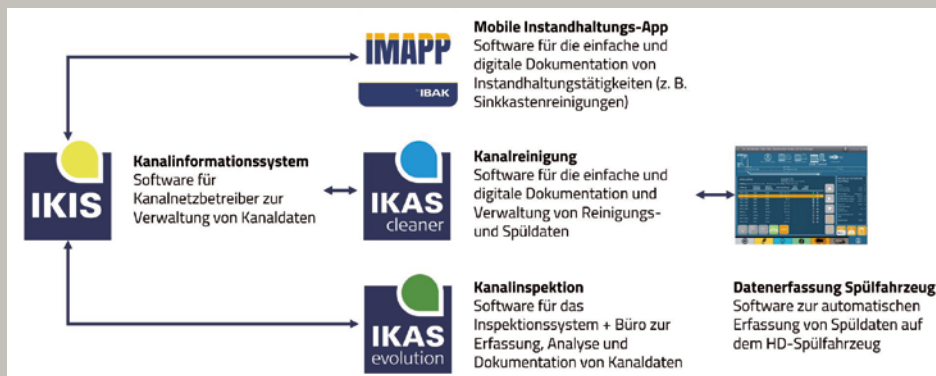 IMAPP
IBAK
Mobile Instandhaltungs-App
Software für die einfache und
digitale Dokumentation von
Instandhaltungstätigkeiten (z. B.
Sinkkastenreinigungen)
IKIS
Kanalinformationssystem
Software für
Kanalnetzbetreiber zur
Verwaltung von Kanaldaten
IKAS
cleaner
Kanalreinigung
Software für die einfache und
digitale Dokumentation und
Verwaltung von Reinigungs-
und Spüldaten
IKAS
evolution
Kanalinspektion
Software für das
Inspektionssystem + Büro zur
Erfassung, Analyse und
Dokumentation von Kanaldaten
Datenerfassung Spülfahrzeug
Software zur automatischen
Erfassung von Spüldaten auf
dem HD-Spülfahrzeug